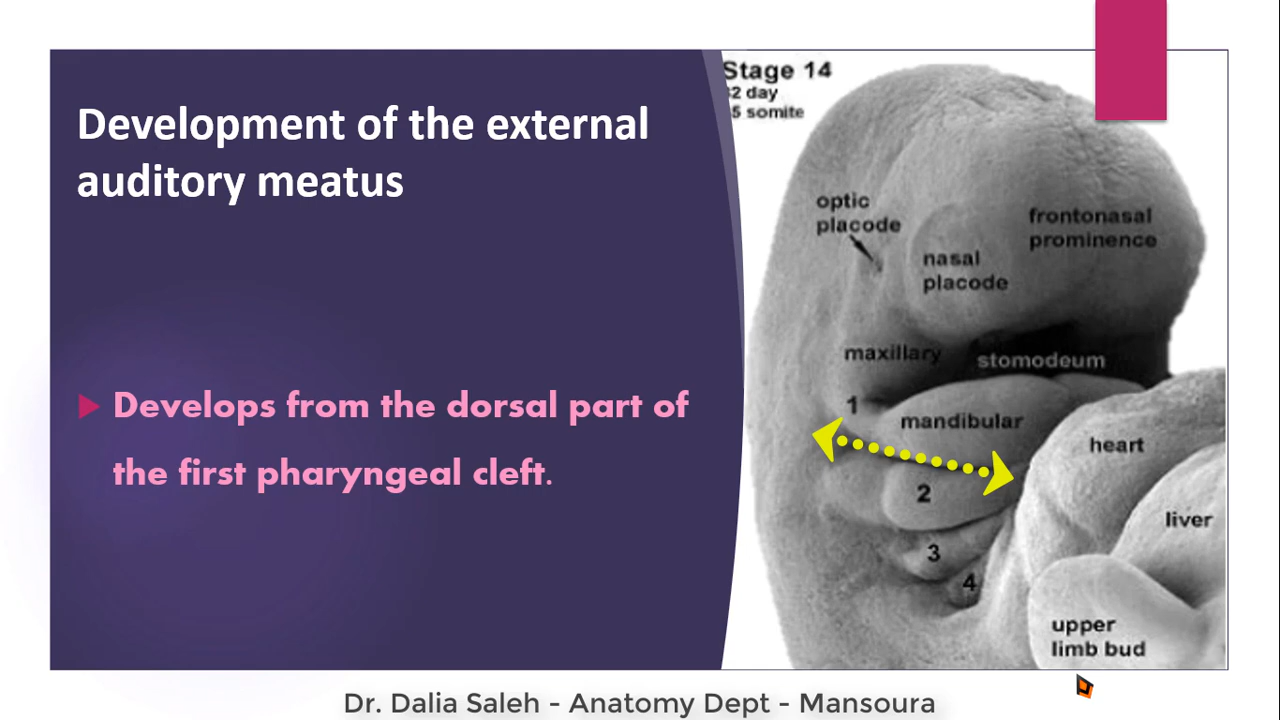 Development of the external
auditory meatus
Develops from the dorsal part of
the first pharyngeal cleft.
Stage 14
2 day
5 somite
optic
placode
frontonasal
prominence
nasal
placode
maxillary
stomodeum
1
mandibular
heart
2
liver
3
4
upper
limb bud
Dr. Dalia Saleh - Anatomy Dept - Mansoura